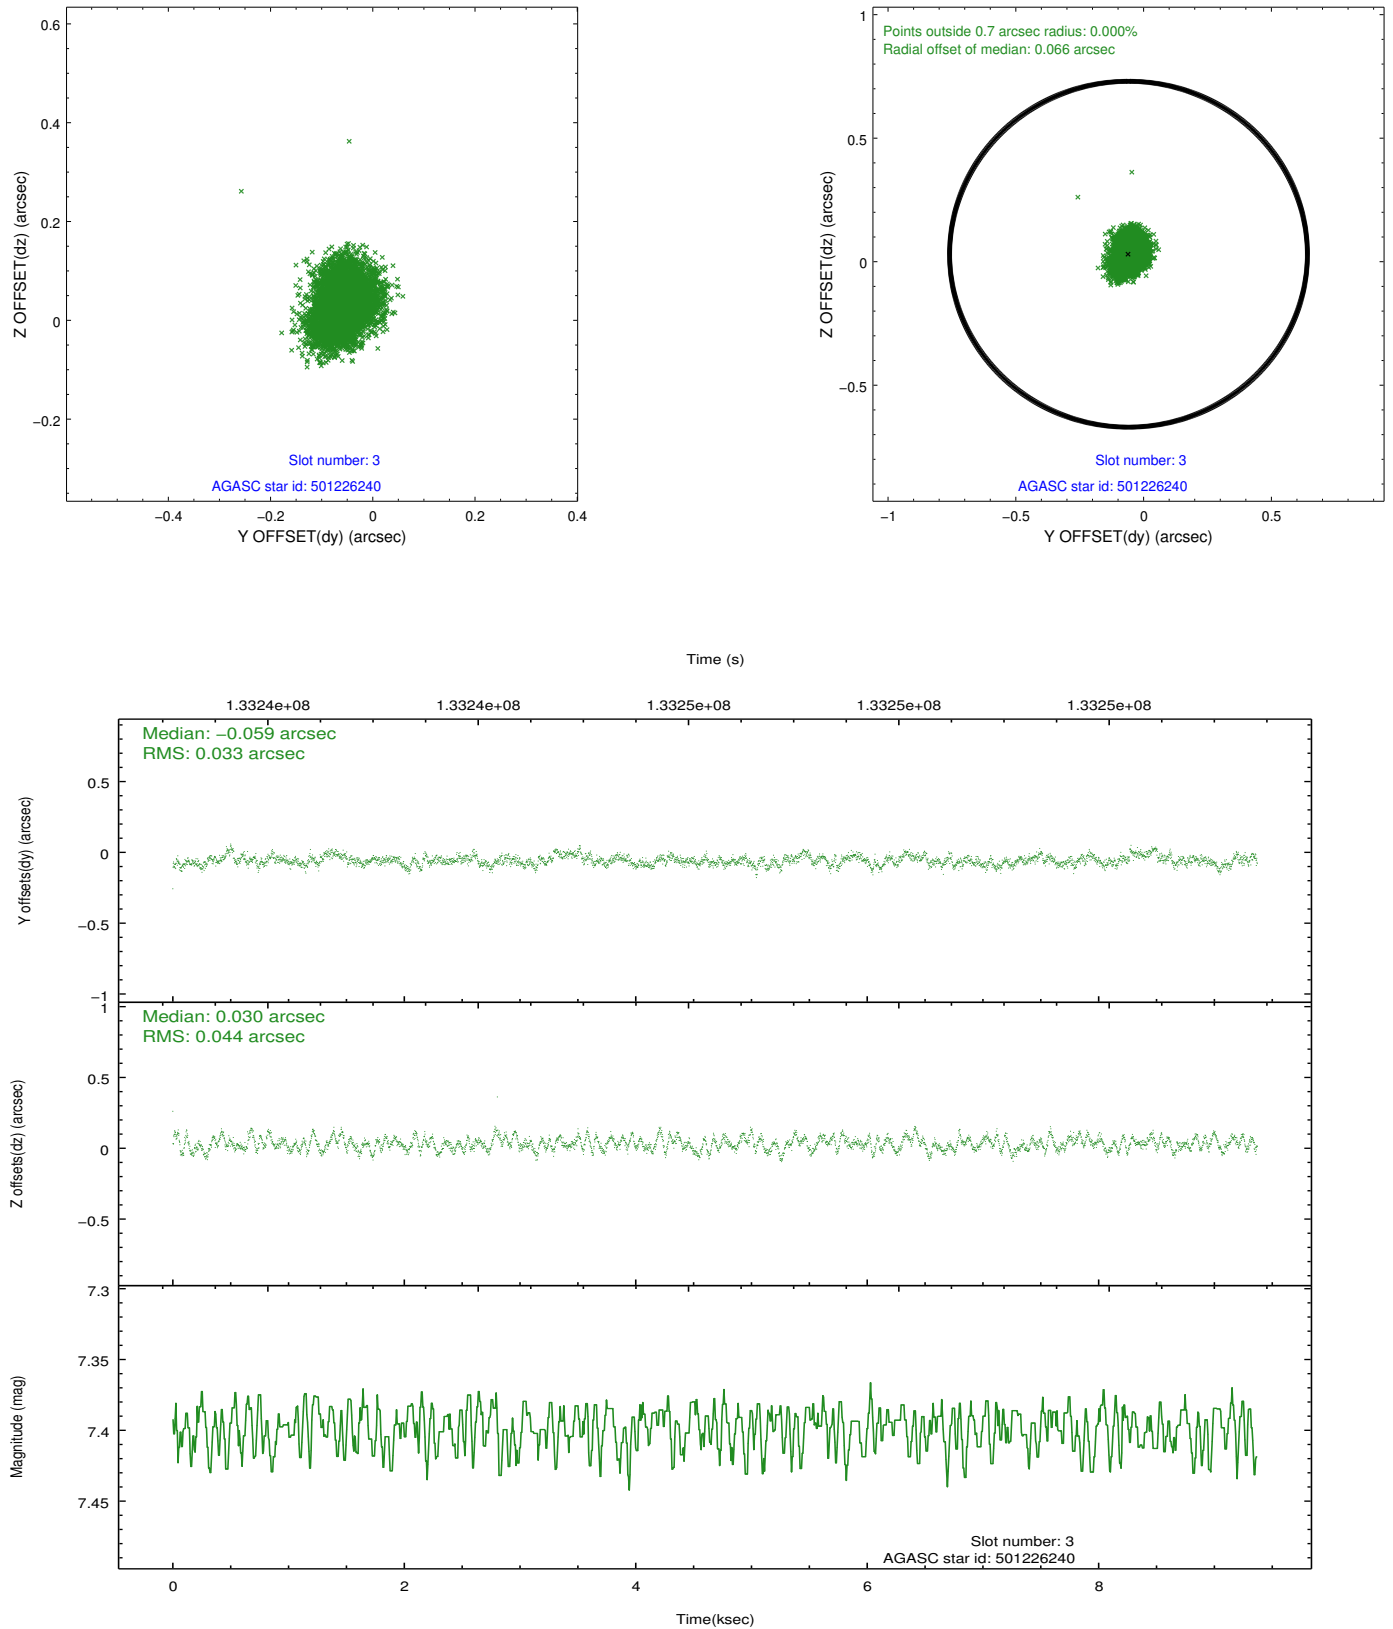 0.6
0.4
0.2
0
−0.2
−0.4
−0.2
0
0.2
0.4
Z OFFSET(dz) (arcsec)
Y OFFSET(dy) (arcsec)
Slot number: 3
AGASC star id: 501226240
Points outside 0.7 arcsec radius: 0.000%
Radial offset of median: 0.066 arcsec
1
0.5
0
−0.5
−1
−0.5
0
0.5
Z OFFSET(dz) (arcsec)
Y OFFSET(dy) (arcsec)
Slot number: 3
AGASC star id: 501226240
Time (s)
1.3324e+08
1.3324e+08
1.3325e+08
1.3325e+08
1.3325e+08
Median: −0.059 arcsec
RMS: 0.033 arcsec
0.5
0
−0.5
−1
Y offsets(dy) (arcsec)
Median: 0.030 arcsec
RMS: 0.044 arcsec
1
0.5
0
−0.5
Z offsets(dz) (arcsec)
7.3
7.35
7.4
7.45
Magnitude (mag)
Slot number: 3
AGASC star id: 501226240
0
2
4
6
8
Time(ksec)